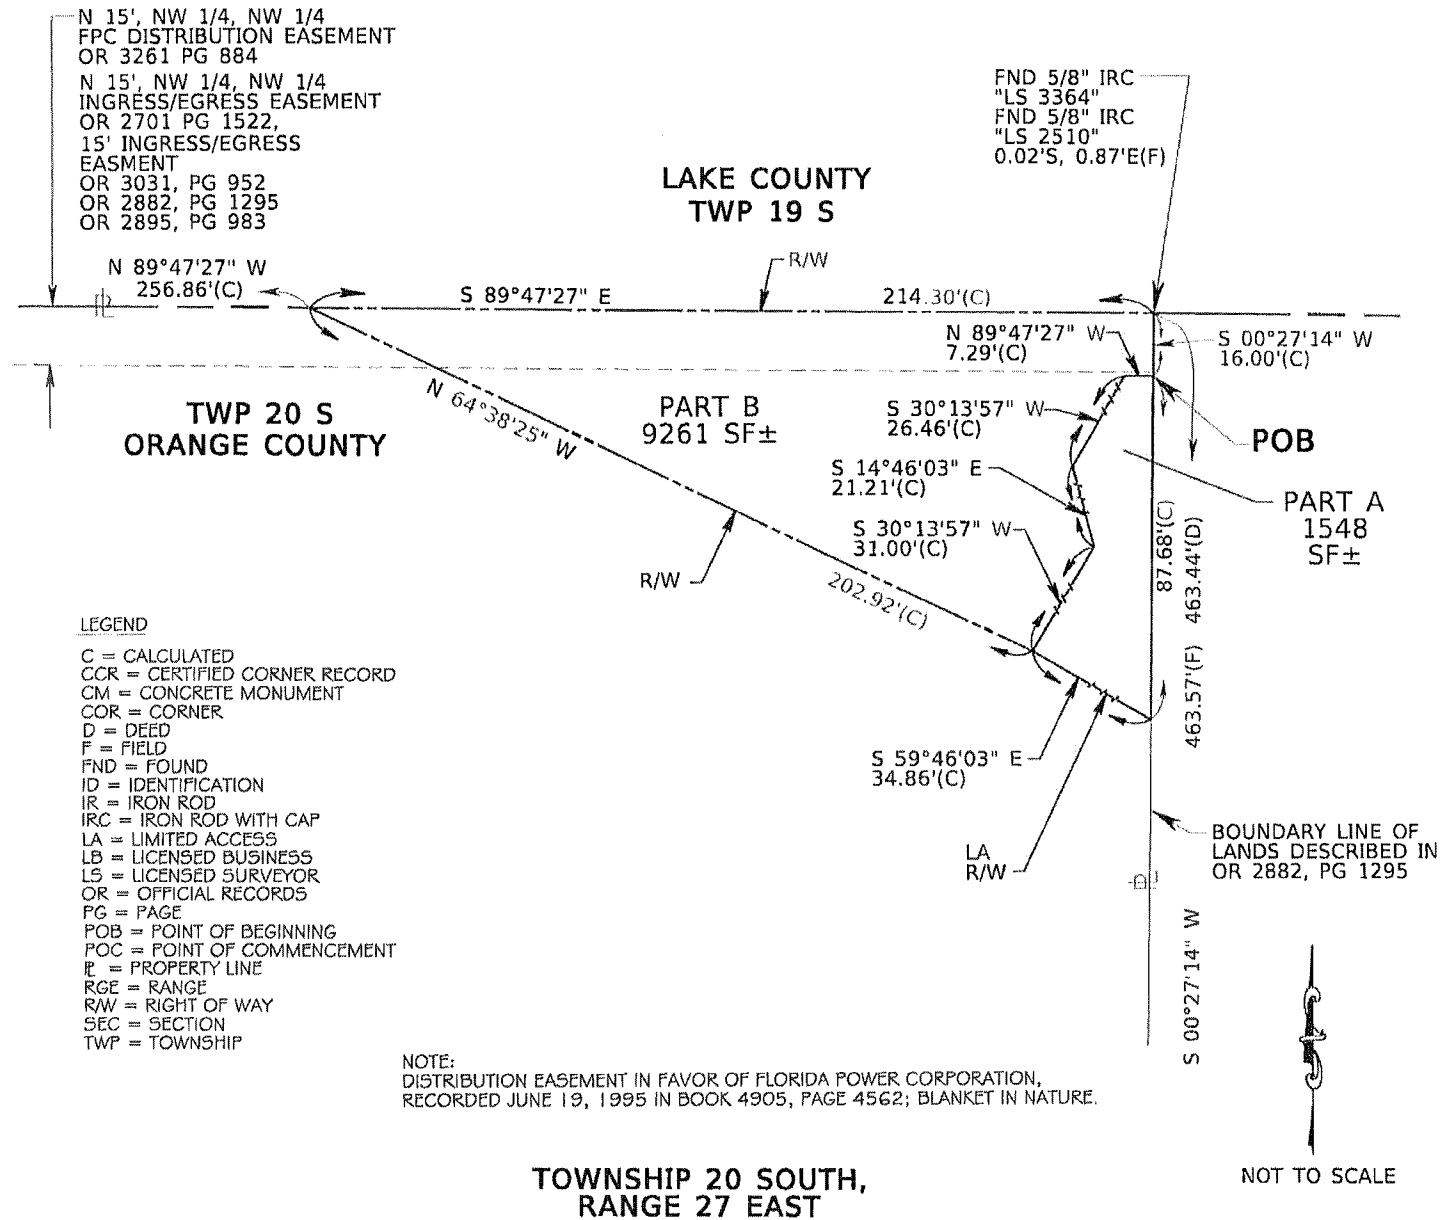 N 15', NW 1/4, NW 1/4
FPC DISTRIBUTION EASEMENT
OR 3261 PG 884
N 15', NW 1/4, NW 1/4
INGRESS/EGRESS EASEMENT
OR 2701 PG 1522,
15' INGRESS/EGRESS
EASMENT
OR 3031, PG 952
OR 2882, PG 1295
OR 2895, PG 983
FND 5/8" IRC
"LS 3364"
FND 5/8" IRC
"LS 2510"
0.02'S, 0.87'E(F)
LAKE COUNTY
TWP 19 S
N 89°47'27" W
256.86'(C)
R/W
S 89°47'27" E
214.30'(C)
N 89°47'27" W
7.29'(C)
S 00°27'14" W
16.00'(C)
TWP 20 S
ORANGE COUNTY
N 64°38'25" W
PART B
9261 SF±
S 30°13'57" W
26.46'(C)
POB
S 14°46'03" E
21.21'(C)
PART A
1548
SF±
S 30°13'57" W
31.00'(C)
87.68'(C)
463.44'(D)
R/W
202.92'(C)
463.57'(F)
S 59°46'03" E
34.86'(C)
LA
R/W
BOUNDARY LINE OF
LANDS DESCRIBED IN
OR 2882, PG 1295
S 00°27'14" W
LEGEND
C = CALCULATED
CCR = CERTIFIED CORNER RECORD
CM = CONCRETE MONUMENT
COR = CORNER
D = DEED
F = FIELD
FND = FOUND
ID = IDENTIFICATION
IR = IRON ROD
IRC = IRON ROD WITH CAP
LA = LIMITED ACCESS
LB = LICENSED BUSINESS
LS = LICENSED SURVEYOR
OR = OFFICIAL RECORDS
PG = PAGE
POB = POINT OF BEGINNING
POC = POINT OF COMMENCEMENT
PL = PROPERTY LINE
RGE = RANGE
R/W = RIGHT OF WAY
SEC = SECTION
TWP = TOWNSHIP
NOTE:
DISTRIBUTION EASEMENT IN FAVOR OF FLORIDA POWER CORPORATION,
RECORDED JUNE 19, 1995 IN BOOK 4905, PAGE 4562; BLANKET IN NATURE.
NOT TO SCALE
TOWNSHIP 20 SOUTH,
RANGE 27 EAST